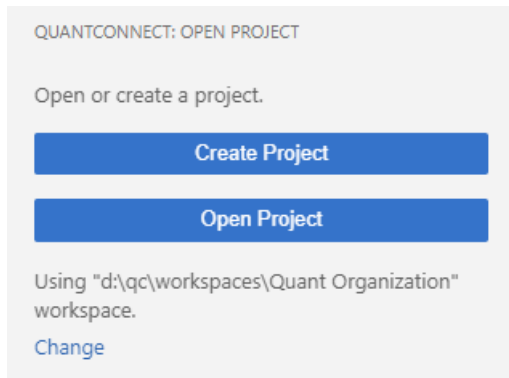 QUANTCONNECT: OPEN PROJECT
Open or create a project.
Create Project
Open Project
Using "d:\qc\workspaces\Quant Organization"
workspace.
Change